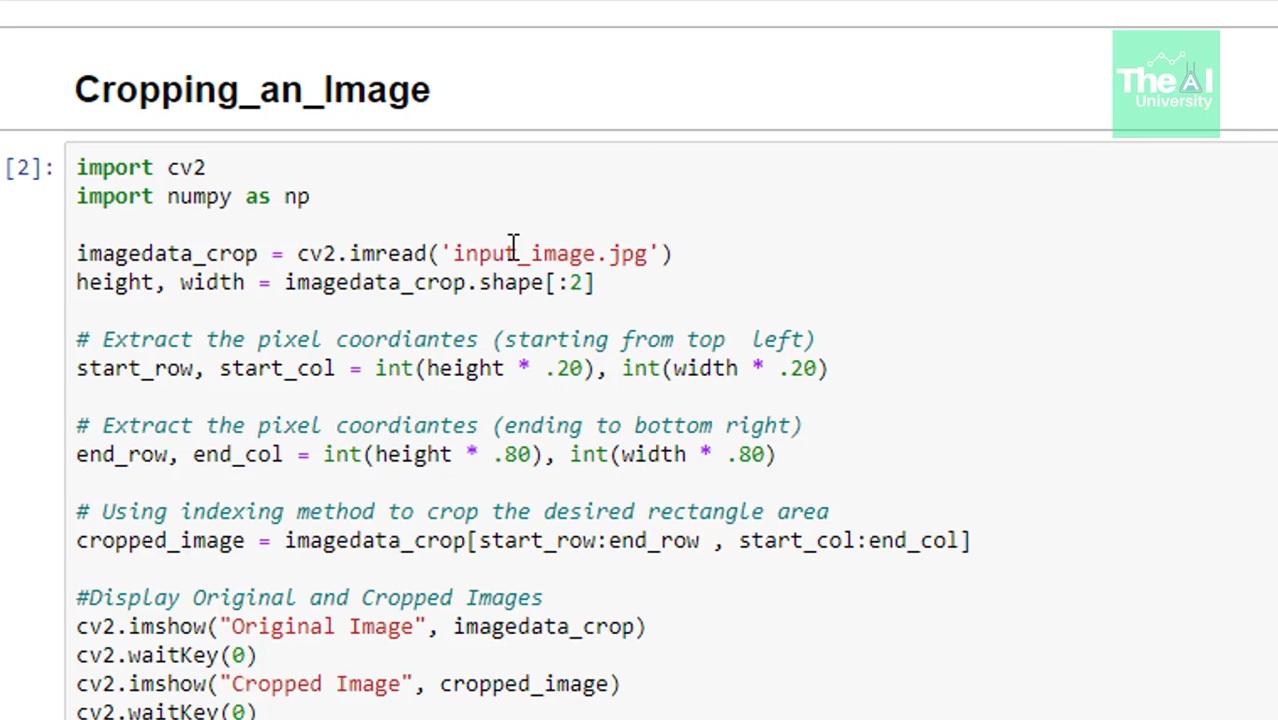 The AI
University
Cropping_an_Image
[2]:
import cv2
import numpy as np
imagedata_crop = cv2.imread('input_image.jpg')
height, width = imagedata_crop.shape[:2]
# Extract the pixel coordiantes (starting from top  left)
start_row, start_col = int(height * .20), int(width * .20)
# Extract the pixel coordiantes (ending to bottom right)
end_row, end_col = int(height * .80), int(width * .80)
# Using indexing method to crop the desired rectangle area
cropped_image = imagedata_crop[start_row:end_row , start_col:end_col]
#Display Original and Cropped Images
cv2.imshow("Original Image", imagedata_crop)
cv2.waitKey(0)
cv2.imshow("Cropped Image", cropped_image)
cv2.waitKey(0)